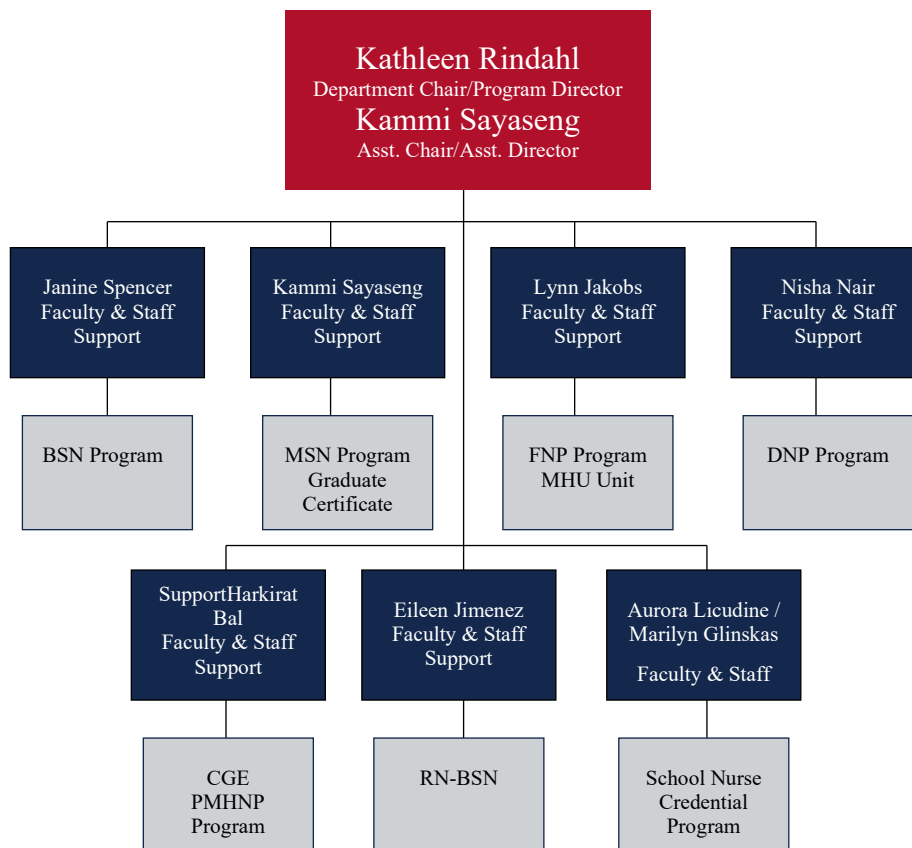 Kathleen Rindahl
Department Chair/Program Director
Kammi Sayaseng
Asst. Chair/Asst. Director
Janine Spencer
Faculty & Staff
Support
Kammi Sayaseng
Faculty & Staff
Support
Lynn Jakobs
Faculty & Staff
Support
Nisha Nair
Faculty & Staff
Support
BSN Program
MSN Program
Graduate
Certificate
FNP Program
MHU Unit
DNP Program
SupportHarkirat
Bal
Faculty & Staff
Support
Eileen Jimenez
Faculty & Staff
Support
Aurora Licudine /
Marilyn Glinskas
Faculty & Staff
CGE
PMHNP
Program
RN-BSN
School Nurse
Credential
Program